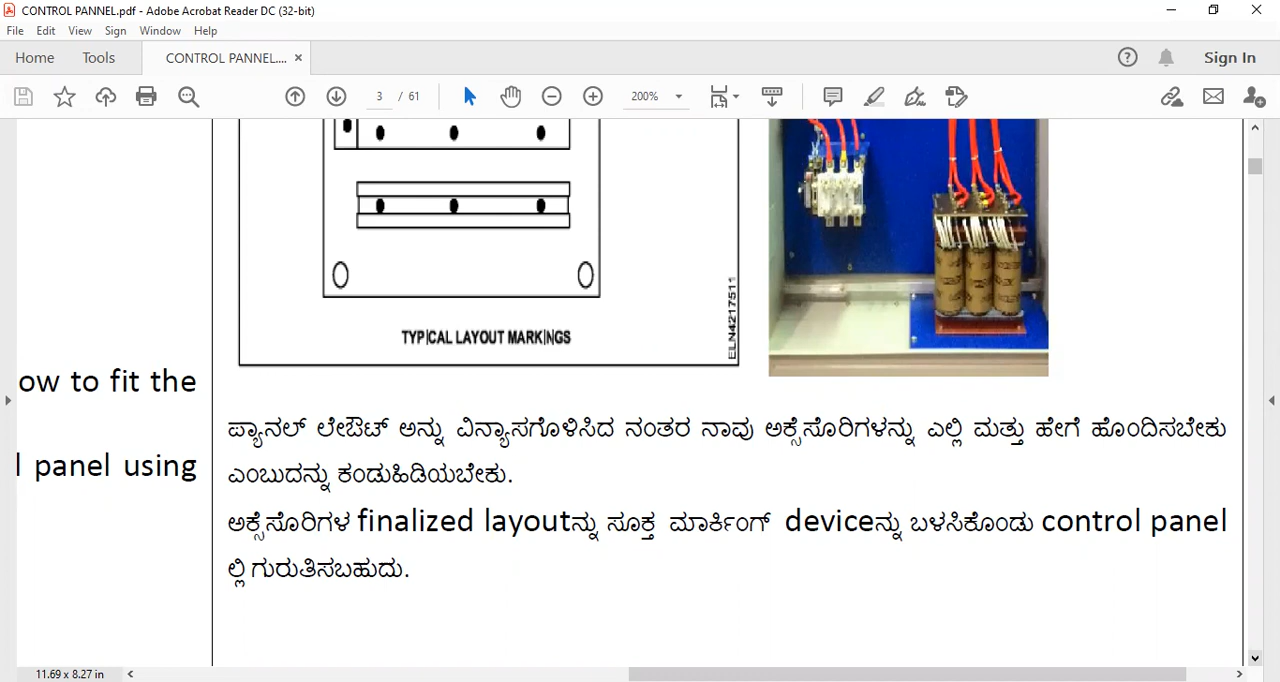 CONTROL PANNEL.pdf - Adobe Acrobat Reader DC (32-bit)
File Edit View Sign Window Help
Home Tools CONTROL PANNEL.... × Sign In
3 / 61 200%
TYPICAL LAYOUT MARKINGS
ELN4217511
ow to fit the
l panel using
ಪ್ಯಾನಲ್ ಲೇಔಟ್ ಅನ್ನು ವಿನ್ಯಾಸಗೊಳಿಸಿದ ನಂತರ ನಾವು ಅಕ್ಸೆಸೊರಿಗಳನ್ನು ಎಲ್ಲಿ ಮತ್ತು ಹೇಗೆ ಹೊಂದಿಸಬೇಕು
ಎಂಬುದನ್ನು ಕಂಡುಹಿಡಿಯಬೇಕು.
ಅಕ್ಸೆಸೊರಿಗಳ finalized layoutನ್ನು ಸೂಕ್ತ ಮಾರ್ಕಿಂಗ್ deviceನ್ನು ಬಳಸಿಕೊಂಡು control panel
ಲ್ಲಿ ಗುರುತಿಸಬಹುದು.
11.69 x 8.27 in